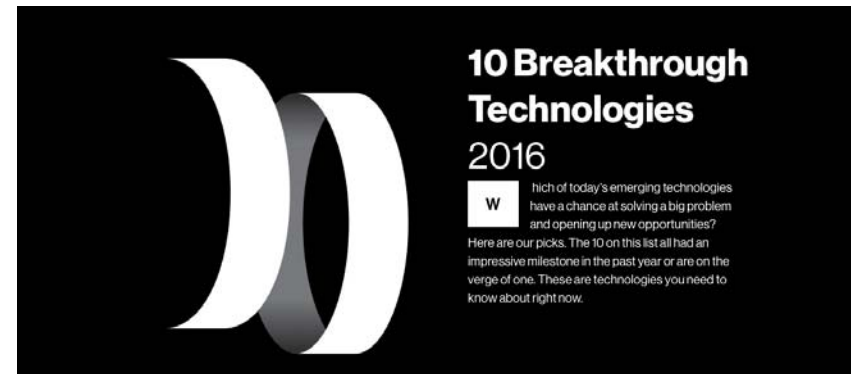 10 Breakthrough
Technologies
2016
Which of today's emerging technologies
have a chance at solving a big problem
and opening up new opportunities?
Here are our picks. The 10 on this list all had an
impressive milestone in the past year or are on the
verge of one. These are technologies you need to
know about right now.